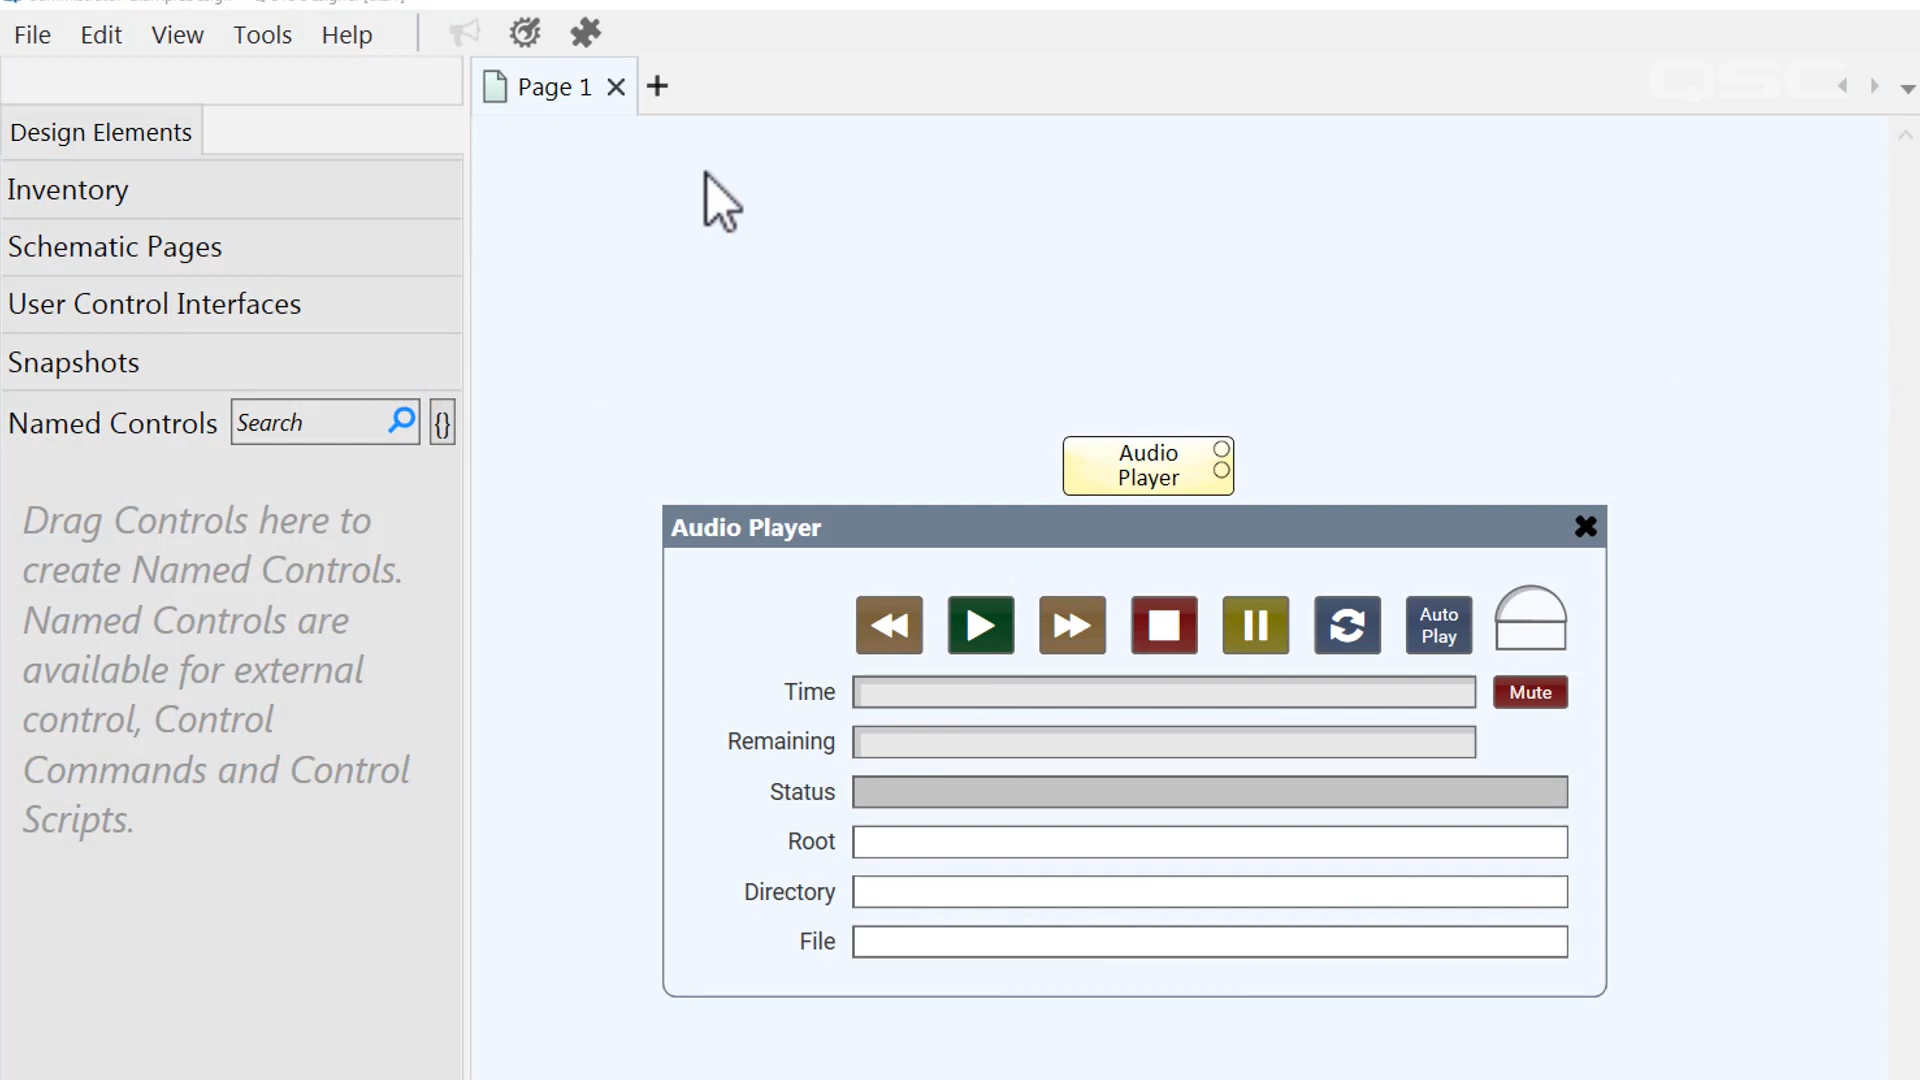 File Edit View Tools Help
Page 1
QSC
Design Elements
Inventory
Schematic Pages
User Control Interfaces
Snapshots
Named Controls Search {}
Drag Controls here to
create Named Controls.
Named Controls are
available for external
control, Control
Commands and Control
Scripts.
Audio
Player
Audio Player
Auto
Play
Time
Mute
Remaining
Status
Root
Directory
File